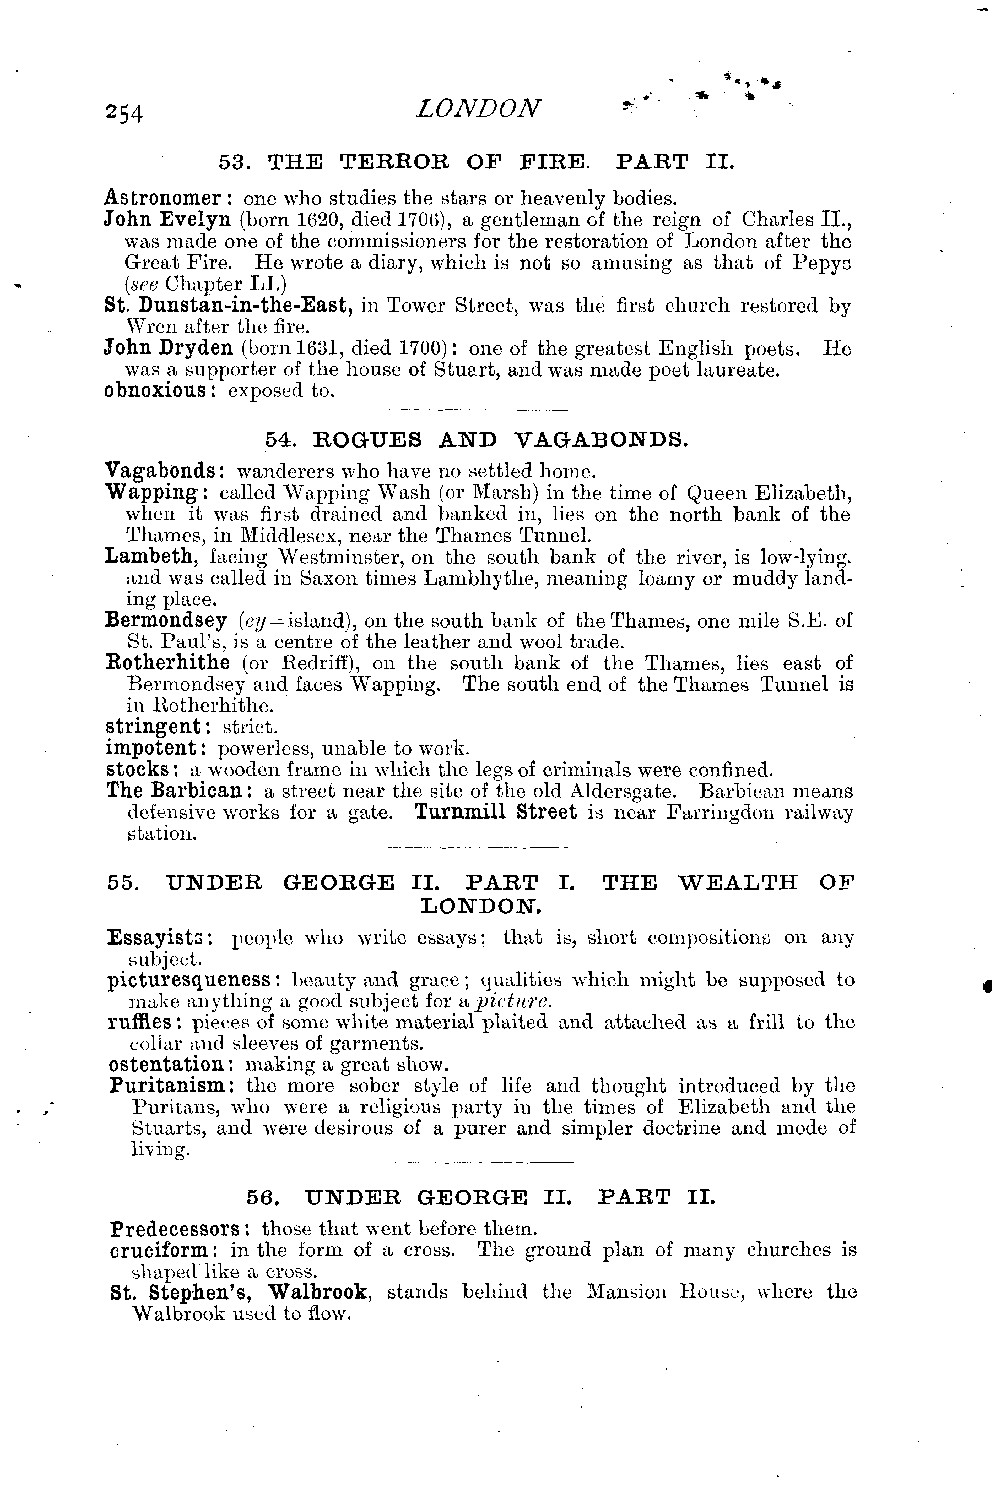 254 LONDON
53. THE TERROR OF FIRE. PART II.
Astronomer: one who studies the stars or heavenly bodies.
John Evelyn (born 1620, died 1706), a gentleman of the reign of Charles II.,
was made one of the commissioners for the restoration of London after the
Great Fire. He wrote a diary, which is not so amusing as that of Pepys
(see Chapter LI.)
St. Dunstan-in-the-East, in Tower Street, was the first church restored by
Wren after the fire.
John Dryden (born 1631, died 1700): one of the greatest English poets. He
was a supporter of the house of Stuart, and was made poet laureate.
obnoxious: exposed to.
54. ROGUES AND VAGABONDS.
Vagabonds: wanderers who have no settled home.
Wapping: called Wapping Wash (or Marsh) in the time of Queen Elizabeth,
when it was first drained and banked in, lies on the north bank of the
Thames, in Middlesex, near the Thames Tunnel.
Lambeth, facing Westminster, on the south bank of the river, is low-lying.
and was called in Saxon times Lambhythe, meaning loamy or muddy land-
ing place.
Bermondsey (ey=island), on the south bank of the Thames, one mile S.E. of
St. Paul's, is a centre of the leather and wool trade.
Rotherhithe (or Redriff), on the south bank of the Thames, lies east of
Bermondsey and faces Wapping. The south end of the Thames Tunnel is
in Rotherhithe.
stringent: strict.
impotent: powerless, unable to work.
stocks: a wooden frame in which the legs of criminals were confined.
The Barbican: a street near the site of the old Aldersgate. Barbican means
defensive works for a gate. Turnmill Street is near Farringdon railway
station.
55. UNDER GEORGE II. PART I. THE WEALTH OF
LONDON.
Essayists: people who write essays: that is, short compositions on any
subject.
picturesqueness: beauty and grace; qualities which might be supposed to
make anything a good subject for a picture.
ruffles: pieces of some white material plaited and attached as a frill to the
collar and sleeves of garments.
ostentation: making a great show.
Puritanism: the more sober style of life and thought introduced by the
Puritans, who were a religious party in the times of Elizabeth and the
Stuarts, and were desirous of a purer and simpler doctrine and mode of
living.
56. UNDER GEORGE II. PART II.
Predecessors: those that went before them.
cruciform: in the form of a cross. The ground plan of many churches is
shaped like a cross.
St. Stephen's, Walbrook, stands behind the Mansion House, where the
Walbrook used to flow.